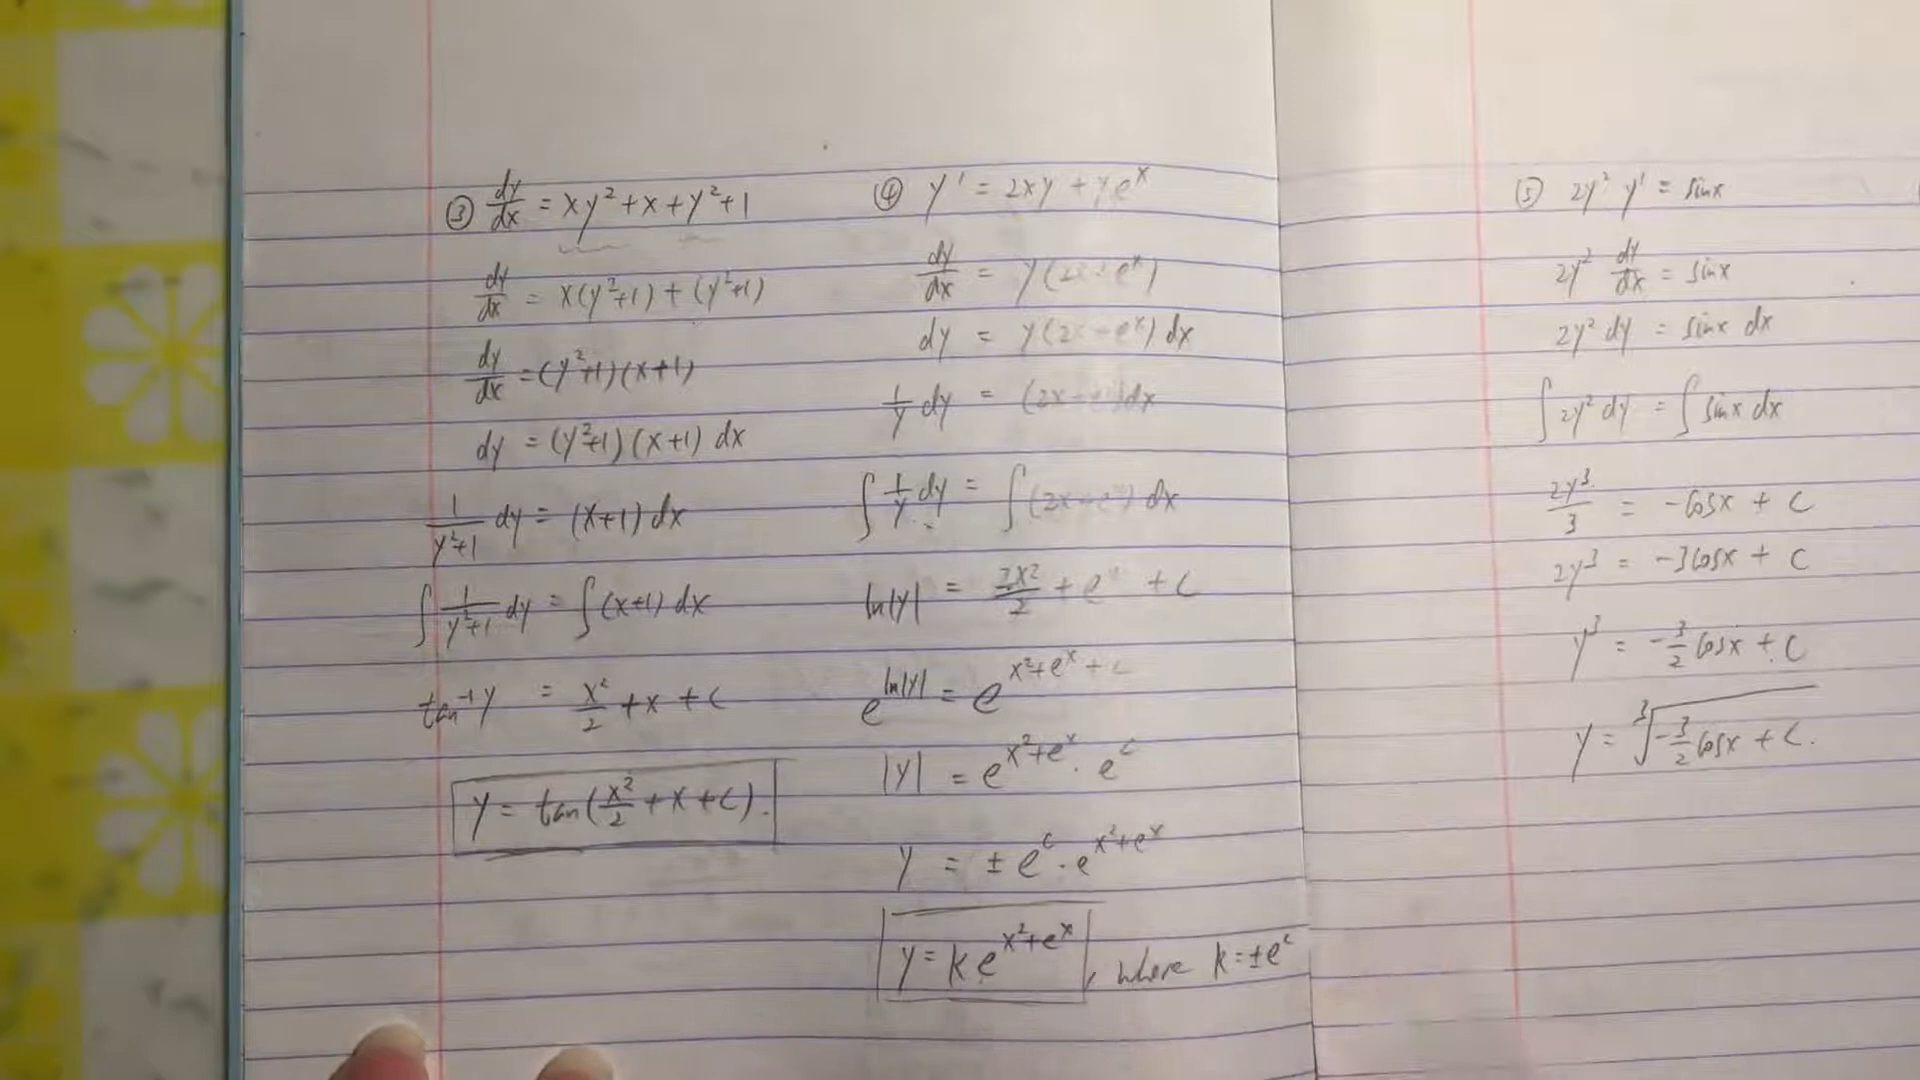 ③ dy/dx = xy² + x + y² + 1
dy/dx = x(y²+1) + (y²+1)
dy/dx = (y²+1)(x+1)
dy = (y²+1)(x+1) dx
1/(y²+1) dy = (x+1) dx
∫ 1/(y²+1) dy = ∫ (x+1) dx
tan⁻¹y = x²/2 + x + c
y = tan(x²/2 + x + c).
④ y' = 2xy + ye^x
dy/dx = y(2x+e^x)
dy = y(2x+e^x) dx
1/y dy = (2x+e^x) dx
∫ 1/y dy = ∫ (2x+e^x) dx
ln|y| = 2x²/2 + e^x + c
e^(ln|y|) = e^(x²+e^x+c)
|y| = e^(x²+e^x) · e^c
y = ± e^c · e^(x²+e^x)
y = k e^(x²+e^x), where k = ±e^c
⑤ 2y² y' = sinx
2y² dy/dx = sinx
2y² dy = sinx dx
∫ 2y² dy = ∫ sinx dx
2y³/3 = -cosx + c
2y³ = -3cosx + c
y³ = -3/2 cosx + c
y = ³√(-3/2 cosx + c).